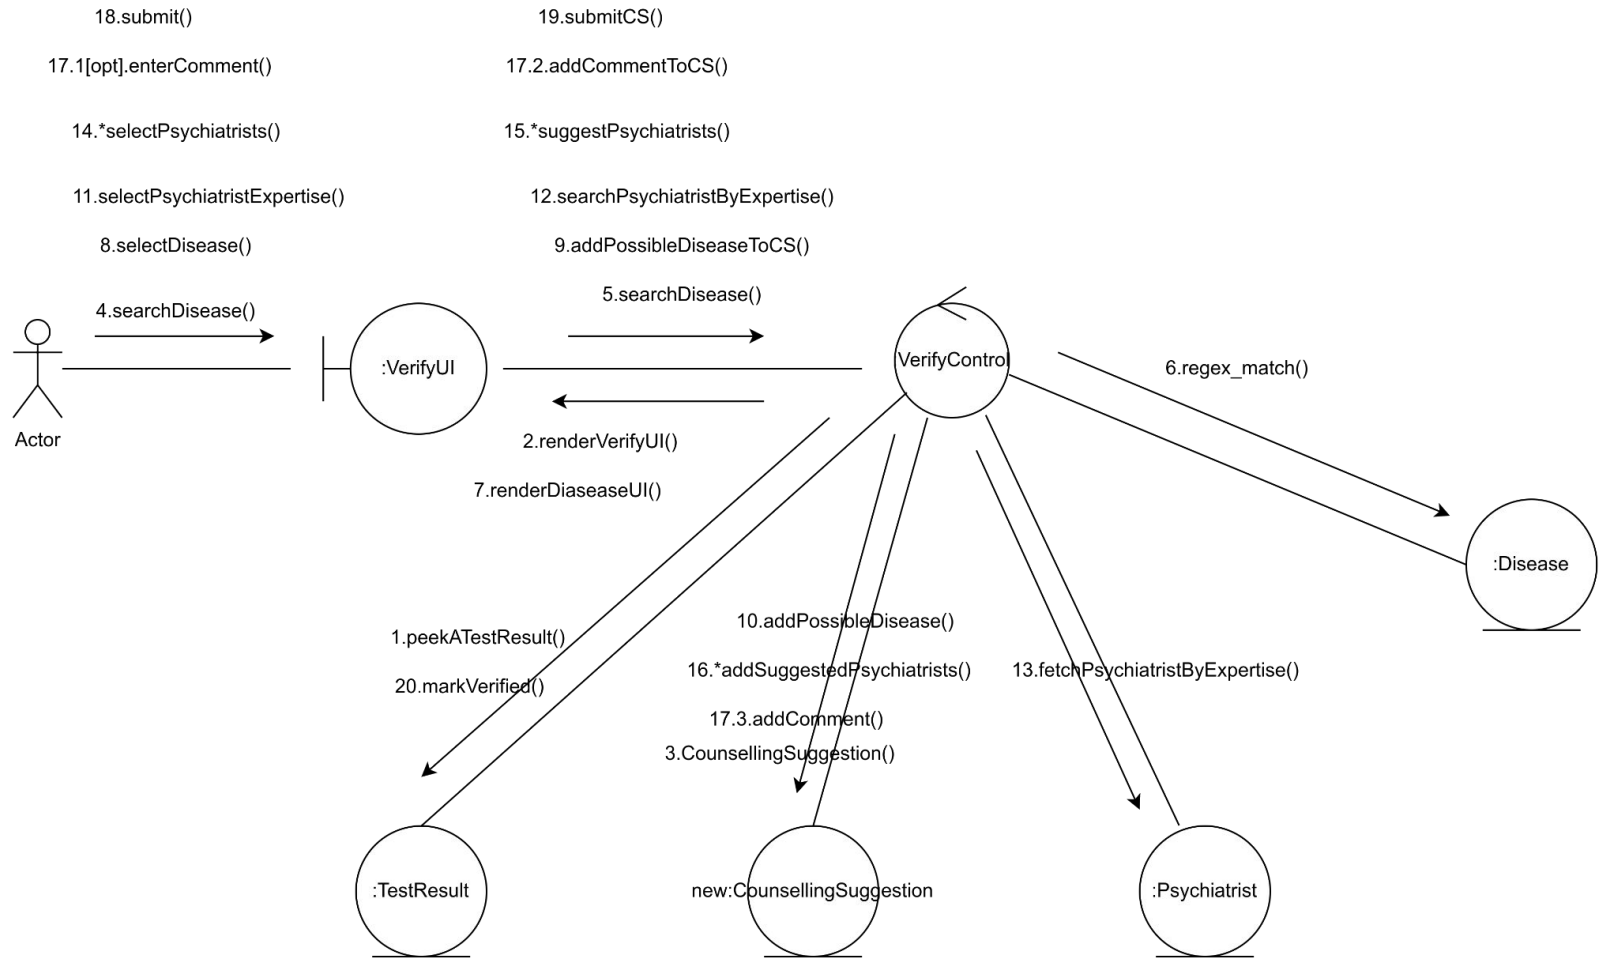 18.submit()
19.submitCS()
17.1[opt].enterComment()
17.2.addCommentToCS()
14.*selectPsychiatrists()
15.*suggestPsychiatrists()
11.selectPsychiatristExpertise()
12.searchPsychiatristByExpertise()
8.selectDisease()
9.addPossibleDiseaseToCS()
5.searchDisease()
4.searchDisease()
:VerifyUI
VerifyControl
6.regex_match()
Actor
2.renderVerifyUI()
7.renderDiaseaseUI()
:Disease
10.addPossibleDisease()
1.peekATestResult()
16.*addSuggestedPsychiatrists()
13.fetchPsychiatristByExpertise()
20.markVerified()
17.3.addComment()
3.CounsellingSuggestion()
:TestResult
new:CounsellingSuggestion
:Psychiatrist